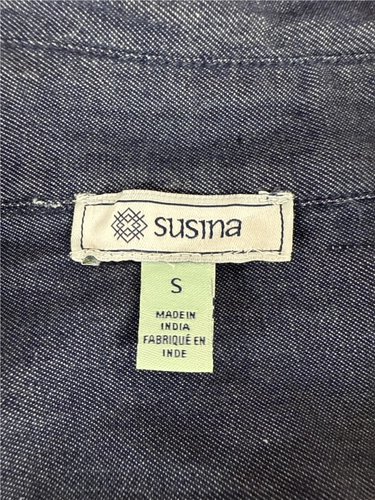 susina
S
MADE IN
INDIA
FABRIQUÉ EN
INDE